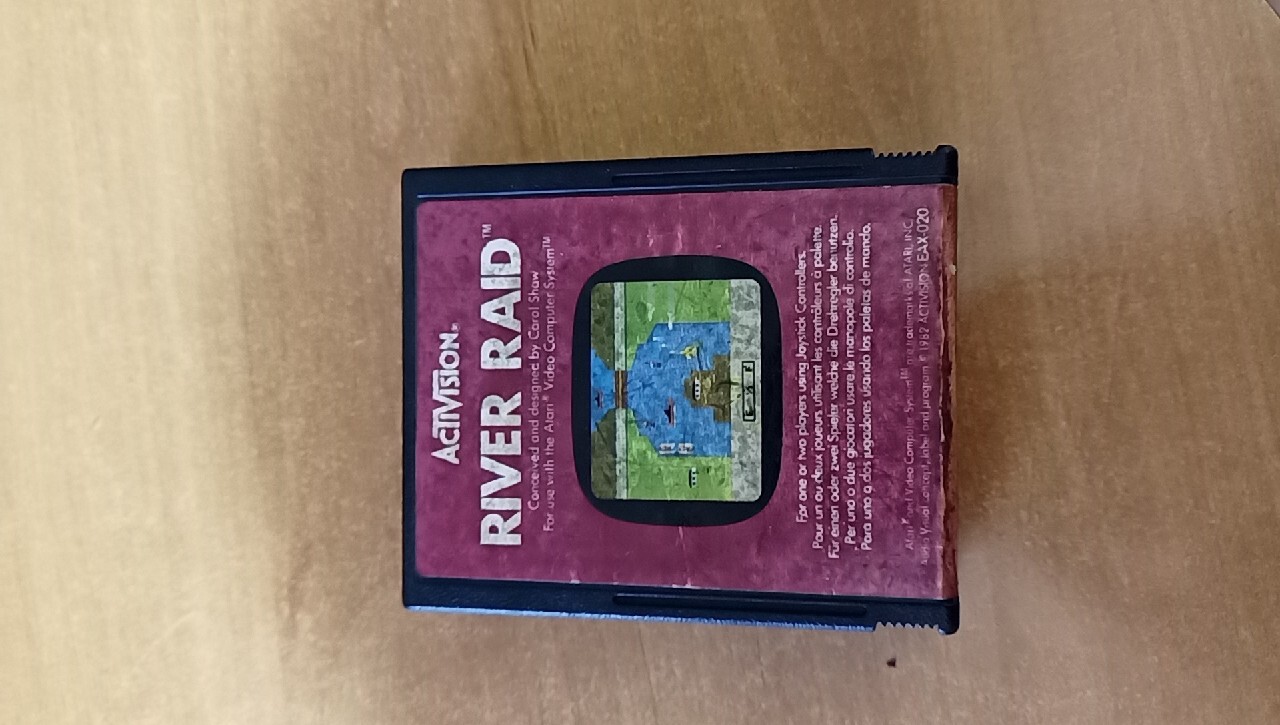 ACTIVISION®
RIVER RAID™
Conceived and designed by Carol Shaw
For use with the Atari® Video Computer System™
For one or two players using Joystick Controllers.
Pour un ou deux joueurs utilisant les contrôleurs à palette.
Für einen oder zwei Spieler welche die Drehregler benutzen.
Per uno o due giocatori usare le manopole di controllo.
Para uno o dos jugadores usando las paletas de mando.
Atari® and Video Computer System™ are trademarks of ATARI, INC.
Audio Visual concept, label and program © 1982 ACTIVISION EAX-020